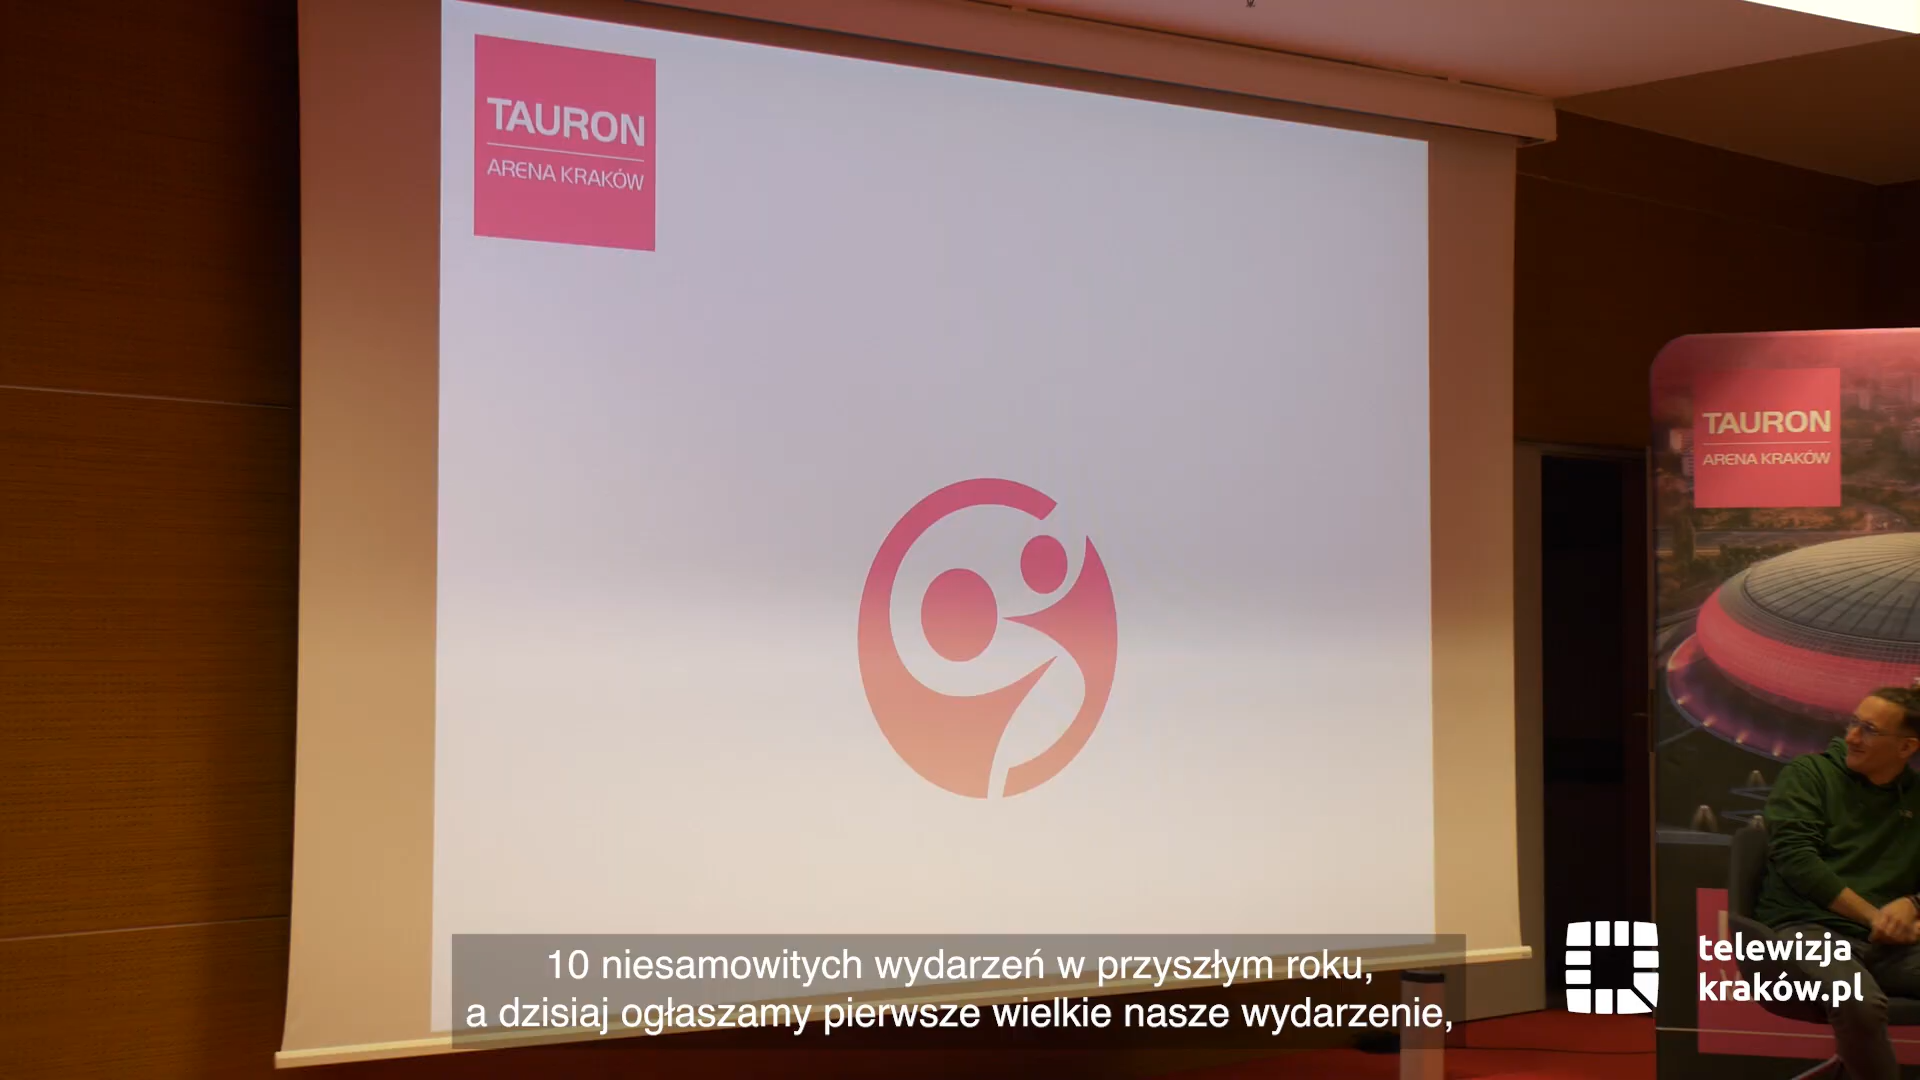 TAURON
ARENA KRAKÓW
TAURON
ARENA KRAKÓW
10 niesamowitych wydarzeń w przyszłym roku,
a dzisiaj ogłaszamy pierwsze wielkie nasze wydarzenie,
telewizja
kraków.pl